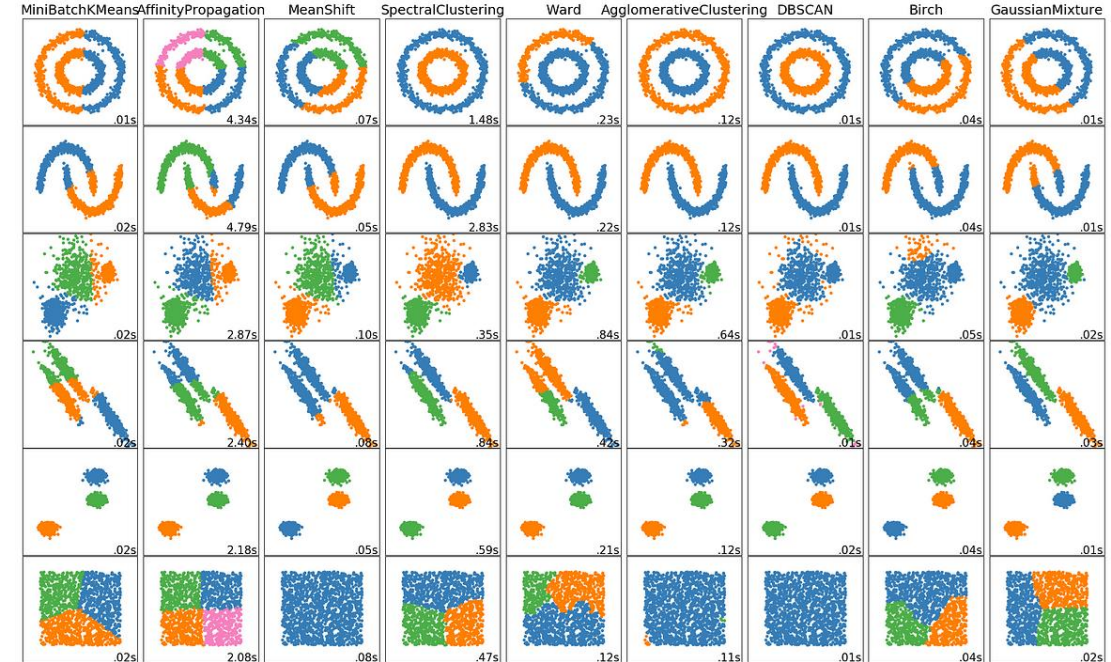 MiniBatchKMeans AffinityPropagation MeanShift SpectralClustering Ward AgglomerativeClustering DBSCAN Birch GaussianMixture
.01s 4.34s .07s 1.48s .23s .12s .01s .04s .01s
.02s 4.79s .05s 2.83s .22s .12s .01s .04s .01s
.02s 2.87s .10s .35s .84s .64s .01s .05s .02s
.02s 2.40s .08s .84s .42s .32s .01s .04s .03s
.02s 2.18s .05s .59s .21s .12s .02s .04s .01s
.02s 2.08s .08s .47s .12s .11s .01s .04s .02s